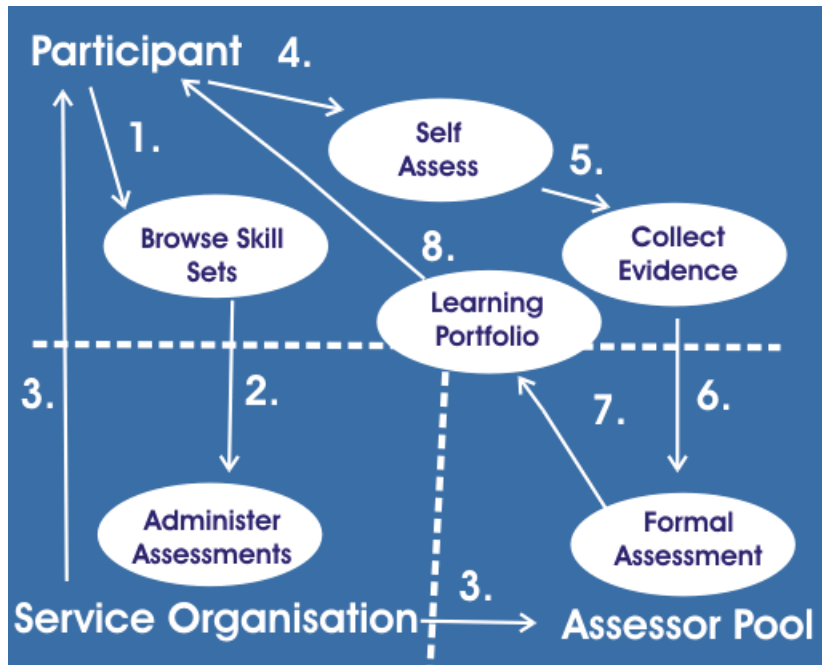 Participant
4.
1.
Self
Assess
5.
Browse Skill
Sets
8.
Collect
Evidence
Learning
Portfolio
3.
2.
7.
6.
Administer
Assessments
Formal
Assessment
3.
Service Organisation
Assessor Pool